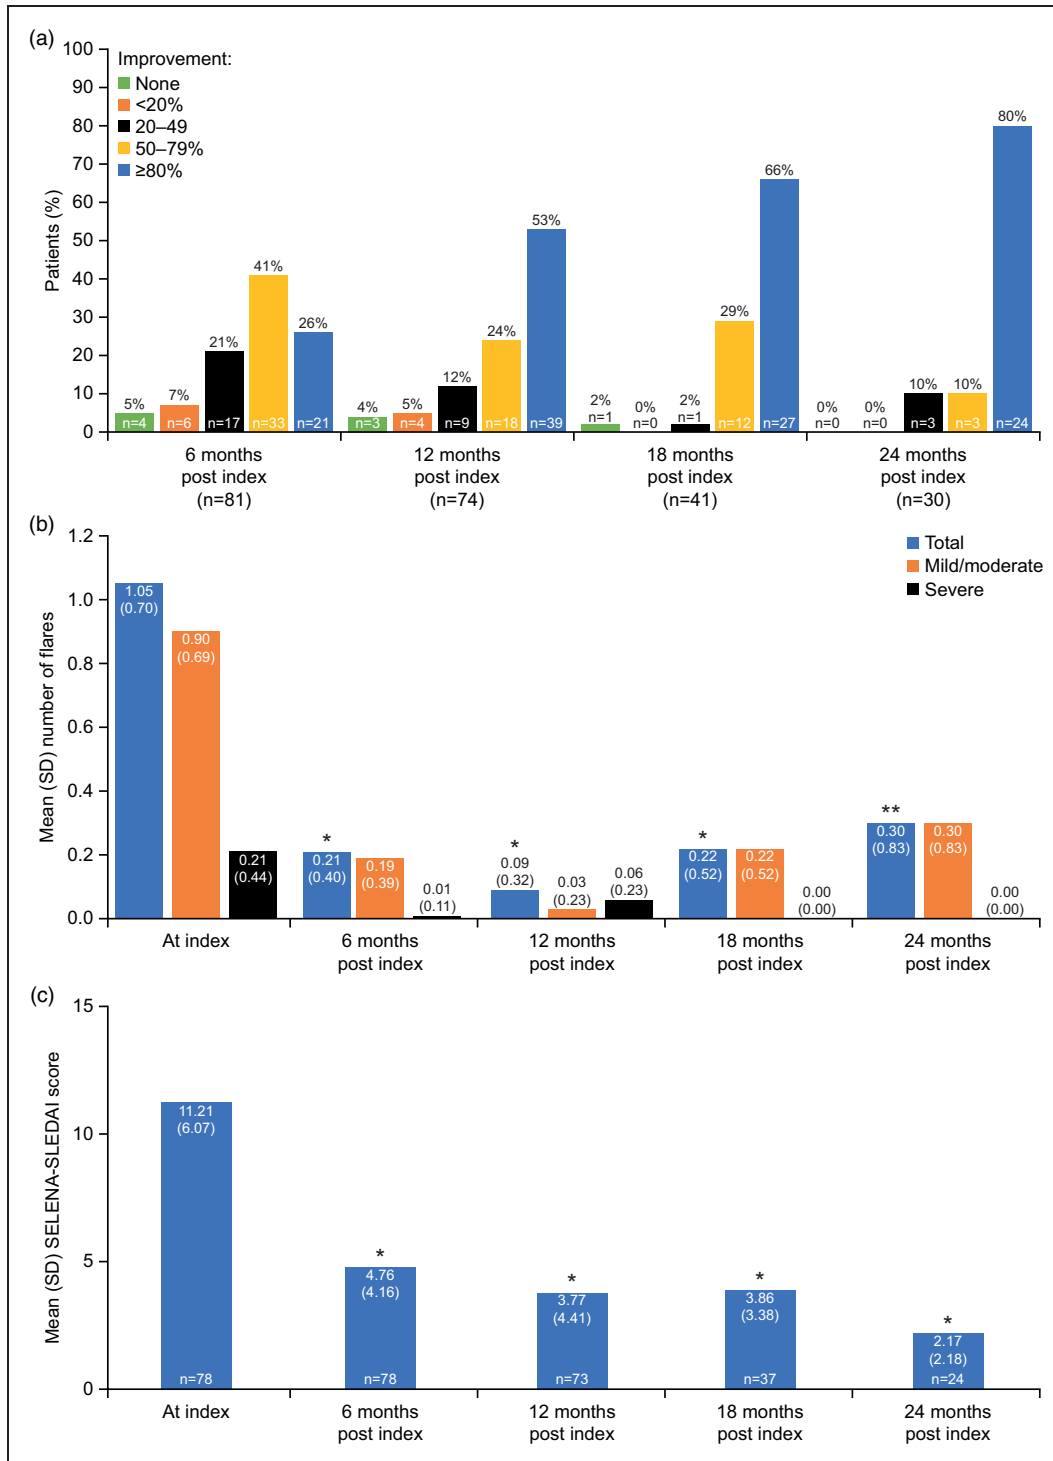 (a)
100
90
80
70
60
50
40
30
20
10
0
Patients (%)
Improvement:
None
<20%
20–49
50–79%
≥80%
5%
7%
21%
41%
26%
n=4
n=6
n=17
n=33
n=21
4%
5%
12%
24%
53%
n=3
n=4
n=9
n=18
n=39
2%
0%
2%
29%
66%
n=1
n=0
n=1
n=12
n=27
0%
0%
10%
10%
80%
n=0
n=0
n=3
n=3
n=24
6 months
post index
(n=81)
12 months
post index
(n=74)
18 months
post index
(n=41)
24 months
post index
(n=30)
(b)
1.2
1.0
0.8
0.6
0.4
0.2
0.0
Mean (SD) number of flares
Total
Mild/moderate
Severe
1.05
(0.70)
0.90
(0.69)
0.21
(0.44)
*
0.21
(0.40)
0.19
(0.39)
0.01
(0.11)
*
0.09
(0.32)
0.03
(0.23)
0.06
(0.23)
*
0.22
(0.52)
0.22
(0.52)
0.00
(0.00)
**
0.30
(0.83)
0.30
(0.83)
0.00
(0.00)
At index
6 months
post index
12 months
post index
18 months
post index
24 months
post index
(c)
15
10
5
0
Mean (SD) SELENA-SLEDAI score
11.21
(6.07)
n=78
*
4.76
(4.16)
n=78
*
3.77
(4.41)
n=73
*
3.86
(3.38)
n=37
*
2.17
(2.18)
n=24
At index
6 months
post index
12 months
post index
18 months
post index
24 months
post index